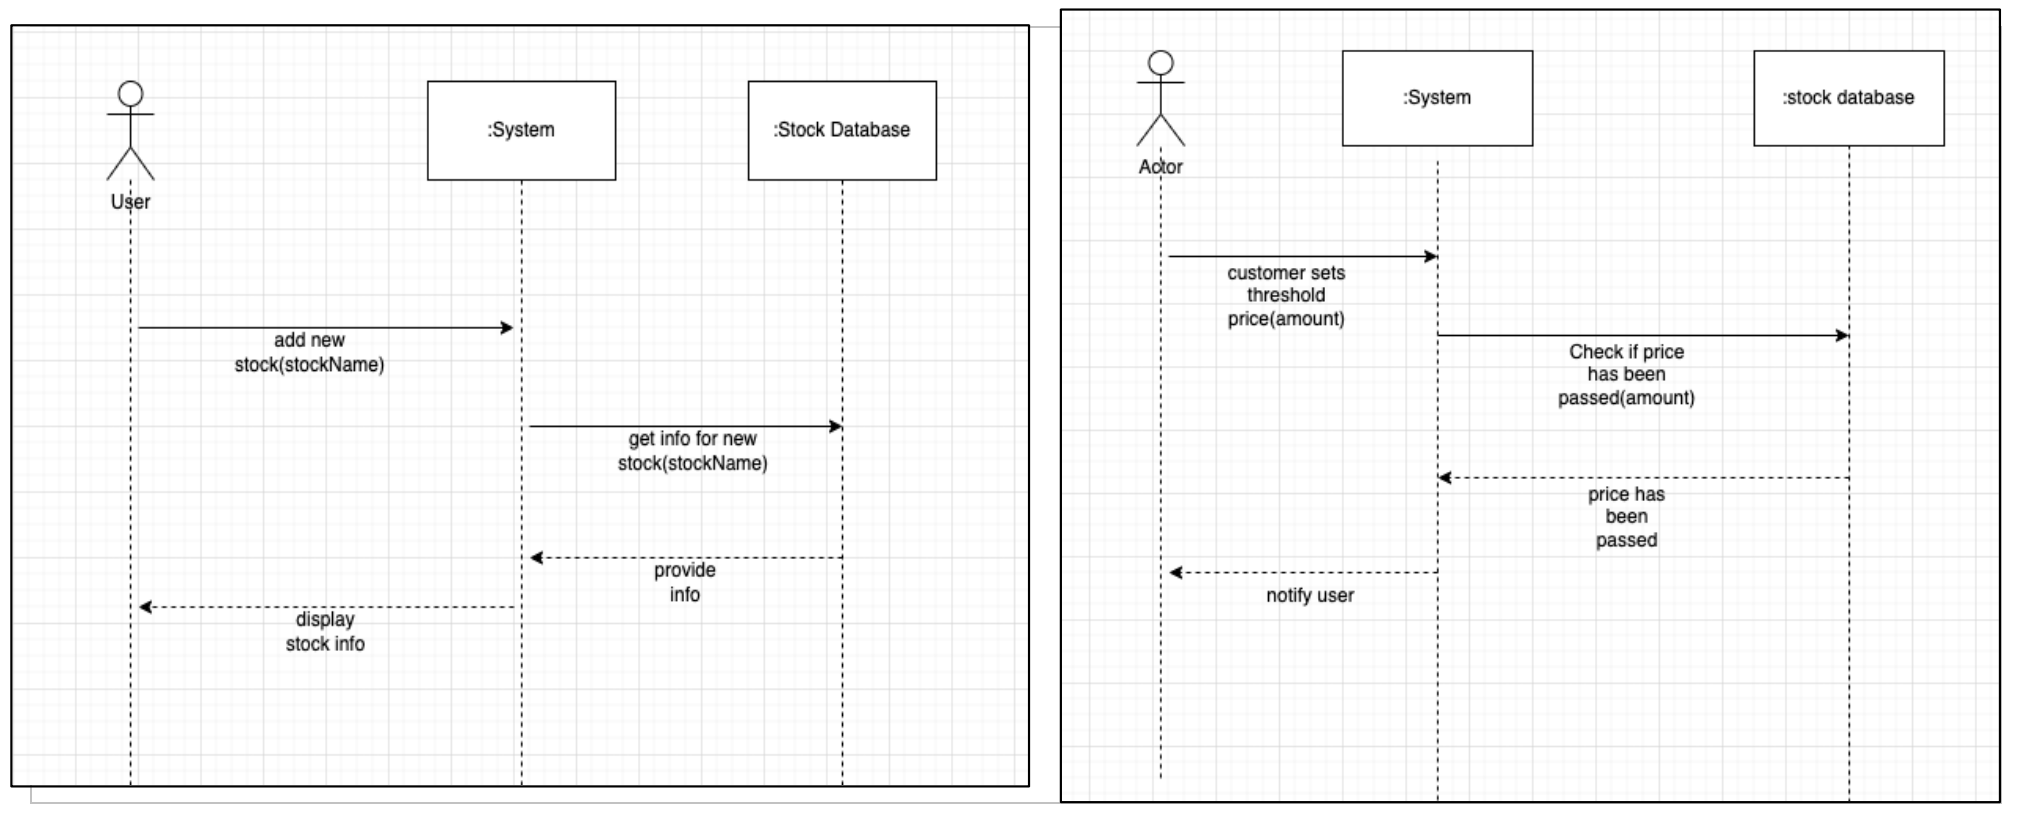 :System
:Stock Database
User
add new
stock(stockName)
get info for new
stock(stockName)
provide
info
display
stock info
:System
:stock database
Actor
customer sets
threshold
price(amount)
Check if price
has been
passed(amount)
price has
been
passed
notify user